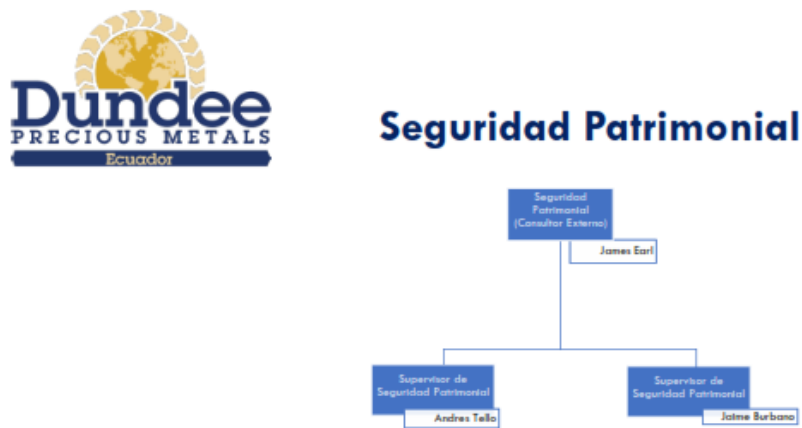 Dundee
PRECIOUS METALS
Ecuador
Seguridad Patrimonial
Seguridad
Patrimonial
(Consultor Externo)
James Earl
Supervisor de
Seguridad Patrimonial
Andres Tello
Supervisor de
Seguridad Patrimonial
Jaime Burbano